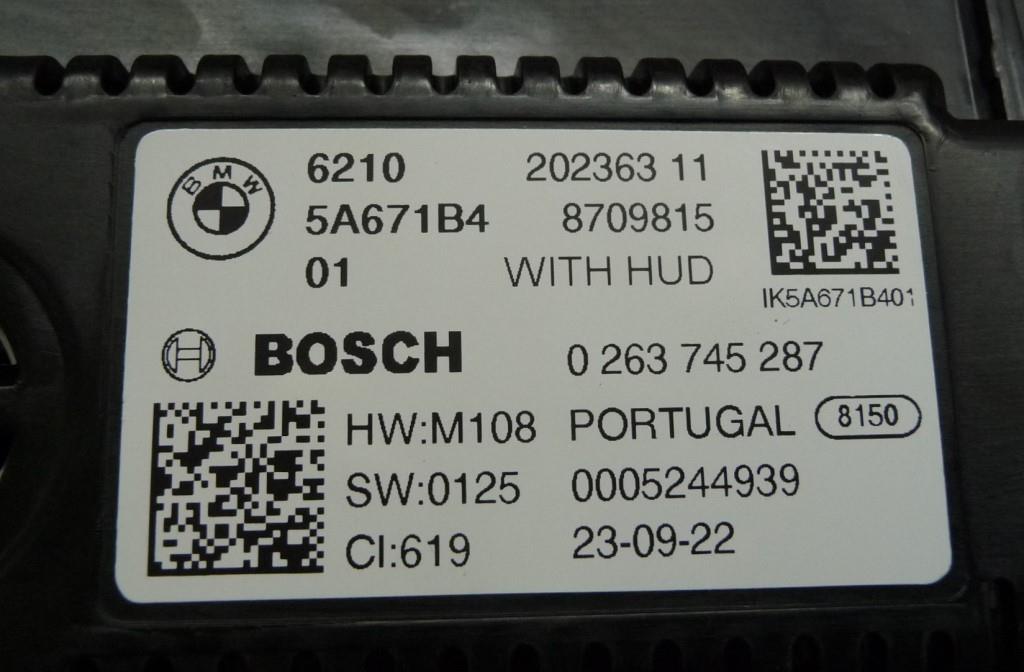 BMW
6210 202363 11
5A671B4 8709815
01 WITH HUD
IK5A671B401
BOSCH 0 263 745 287
HW:M108 PORTUGAL 8150
SW:0125 0005244939
CI:619 23-09-22